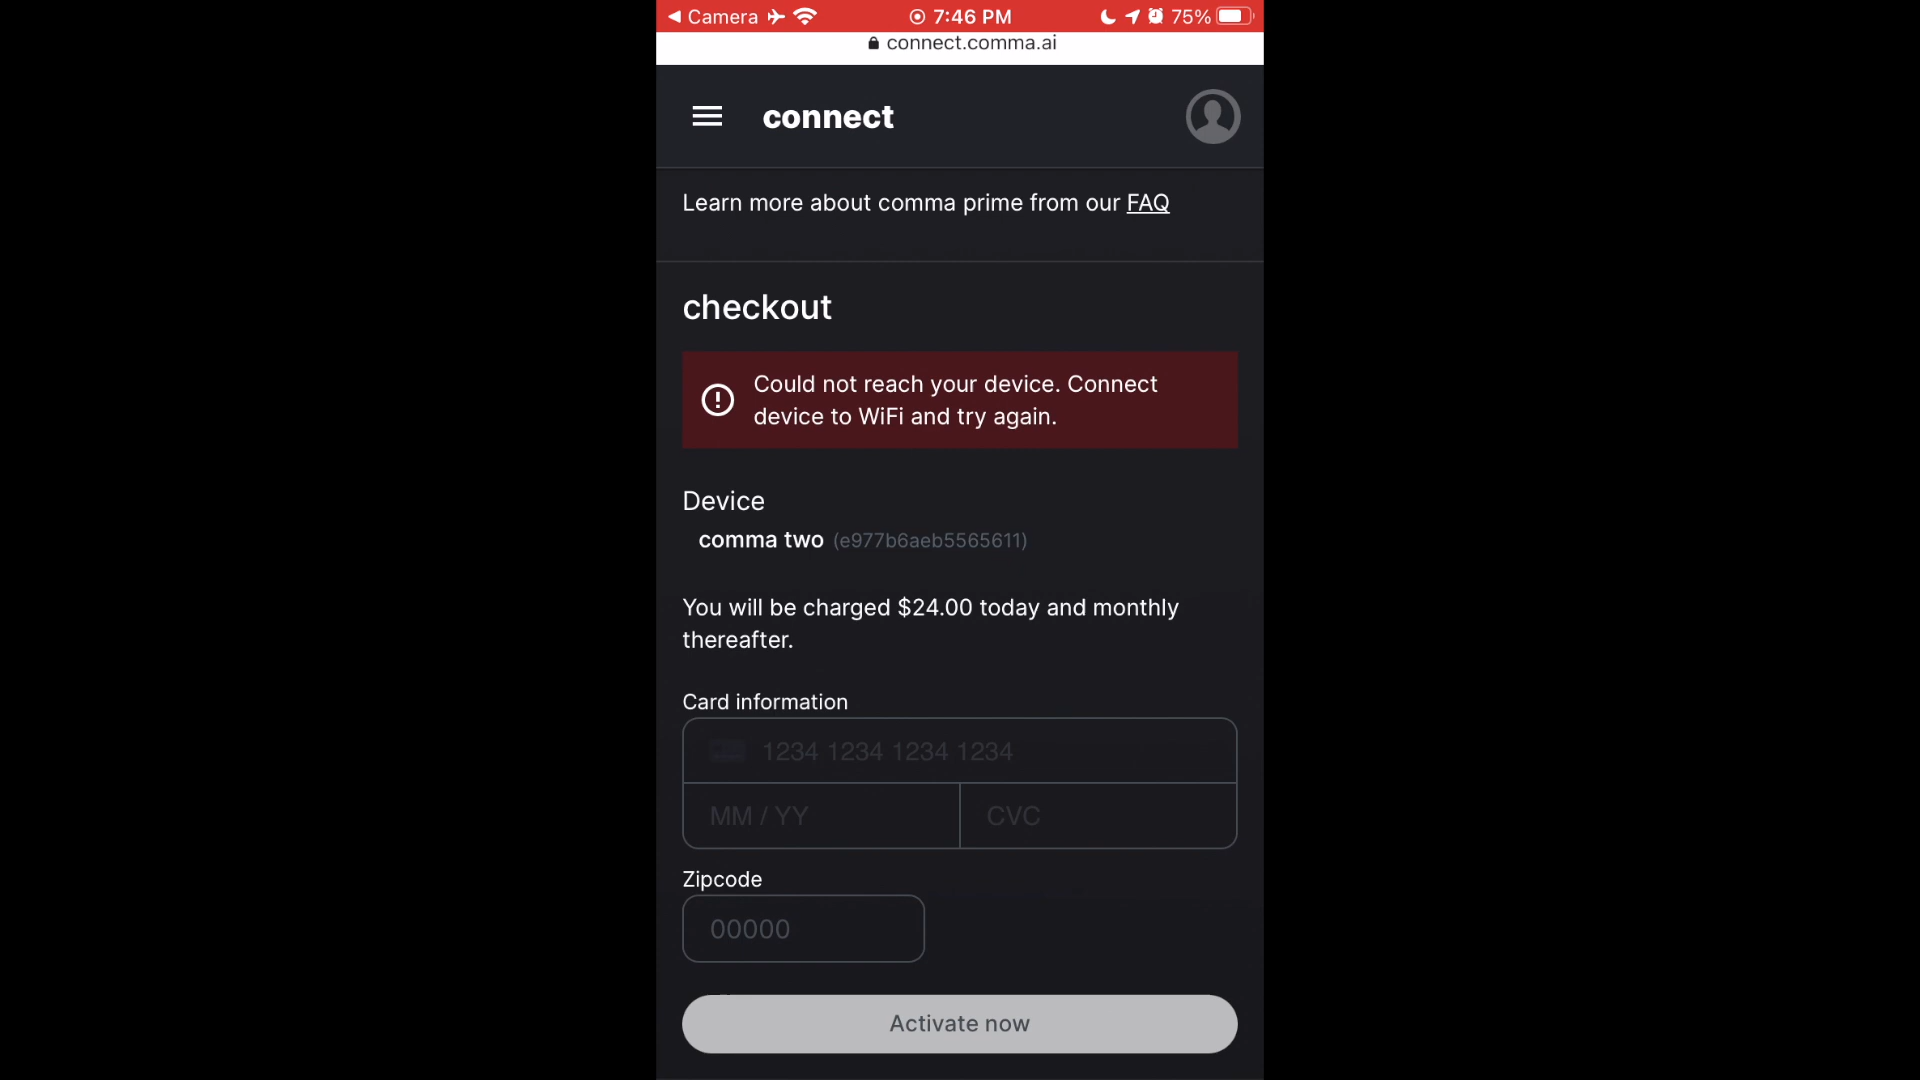 Camera 7:46 PM 75%
connect.comma.ai
connect
Learn more about comma prime from our FAQ
checkout
Could not reach your device. Connect
device to WiFi and try again.
Device
comma two (e977b6aeb5565611)
You will be charged $24.00 today and monthly
thereafter.
Card information
1234 1234 1234 1234
MM / YY CVC
Zipcode
00000
Activate now